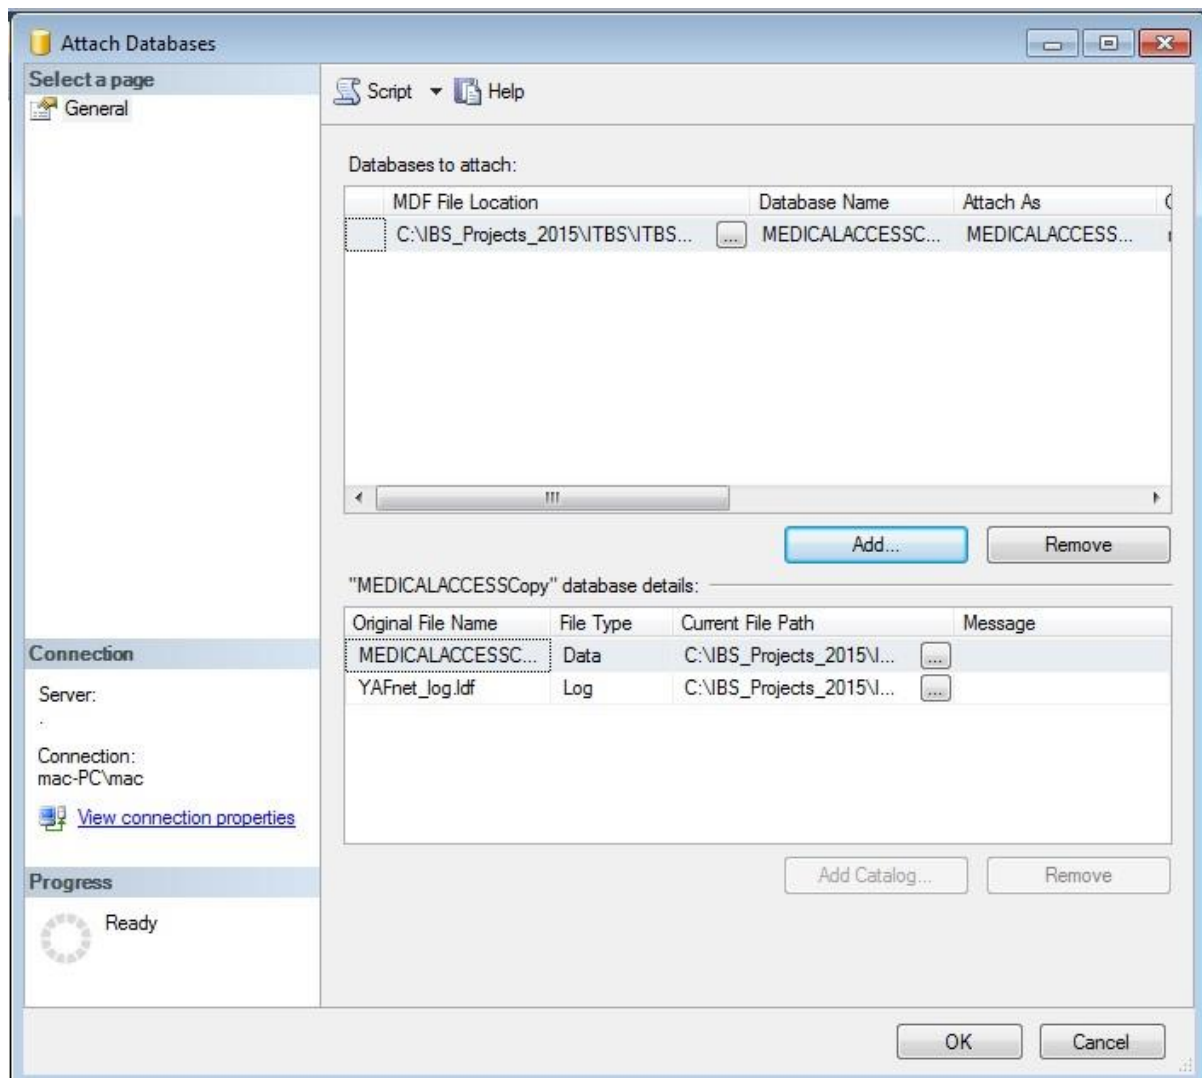 Attach Databases
Select a page
General
Script Help
Databases to attach:
MDF File Location Database Name Attach As
C:\IBS_Projects_2015\ITBS\ITBS... ... MEDICALACCESSC... MEDICALACCESS...
Add... Remove
"MEDICALACCESSCopy" database details:
Original File Name File Type Current File Path Message
MEDICALACCESSC... Data C:\IBS_Projects_2015\I... ...
YAFnet_log.ldf Log C:\IBS_Projects_2015\I... ...
Add Catalog... Remove
Connection
Server:
.
Connection:
mac-PC\mac
View connection properties
Progress
Ready
OK Cancel